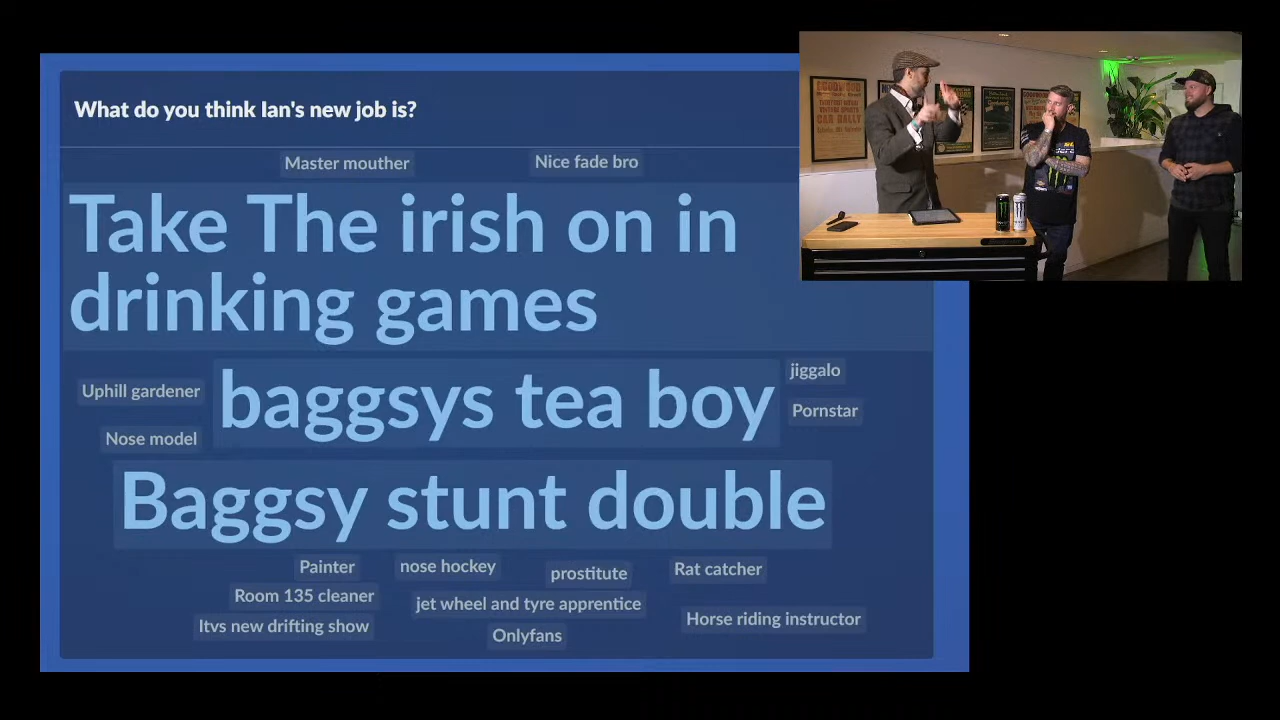 What do you think Ian's new job is?
Master mouther
Nice fade bro
Take The irish on in
drinking games
Uphill gardener
baggsys tea boy
jiggalo
Pornstar
Nose model
Baggsy stunt double
Painter
nose hockey
prostitute
Rat catcher
Room 135 cleaner
jet wheel and tyre apprentice
Horse riding instructor
Itvs new drifting show
Onlyfans
CAR RALLY